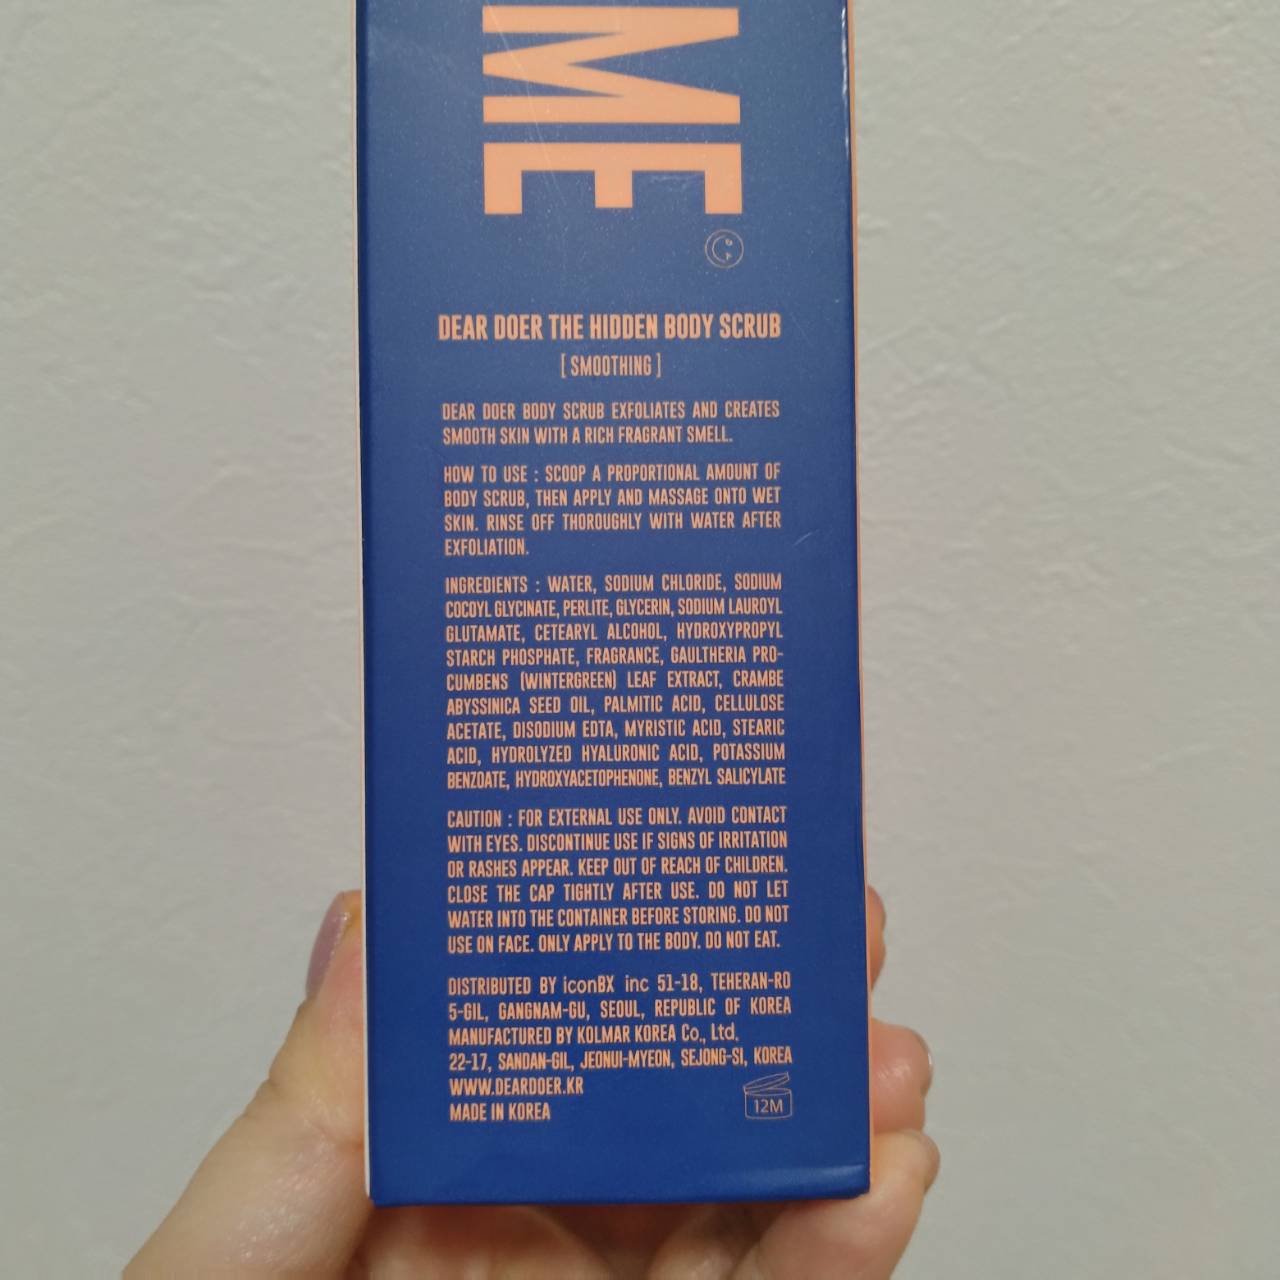 ME
DEAR DOER THE HIDDEN BODY SCRUB
[ SMOOTHING ]
DEAR DOER BODY SCRUB EXFOLIATES AND CREATES
SMOOTH SKIN WITH A RICH FRAGRANT SMELL.
HOW TO USE : SCOOP A PROPORTIONAL AMOUNT OF
BODY SCRUB, THEN APPLY AND MASSAGE ONTO WET
SKIN. RINSE OFF THOROUGHLY WITH WATER AFTER
EXFOLIATION.
INGREDIENTS : WATER, SODIUM CHLORIDE, SODIUM
COCOYL GLYCINATE, PERLITE, GLYCERIN, SODIUM LAUROYL
GLUTAMATE, CETEARYL ALCOHOL, HYDROXYPROPYL
STARCH PHOSPHATE, FRAGRANCE, GAULTHERIA PRO-
CUMBENS (WINTERGREEN) LEAF EXTRACT, CRAMBE
ABYSSINICA SEED OIL, PALMITIC ACID, CELLULOSE
ACETATE, DISODIUM EDTA, MYRISTIC ACID, STEARIC
ACID, HYDROLYZED HYALURONIC ACID, POTASSIUM
BENZOATE, HYDROXYACETOPHENONE, BENZYL SALICYLATE
CAUTION : FOR EXTERNAL USE ONLY. AVOID CONTACT
WITH EYES. DISCONTINUE USE IF SIGNS OF IRRITATION
OR RASHES APPEAR. KEEP OUT OF REACH OF CHILDREN.
CLOSE THE CAP TIGHTLY AFTER USE. DO NOT LET
WATER INTO THE CONTAINER BEFORE STORING. DO NOT
USE ON FACE. ONLY APPLY TO THE BODY. DO NOT EAT.
DISTRIBUTED BY iconBX inc 51-18, TEHERAN-RO
5-GIL, GANGNAM-GU, SEOUL, REPUBLIC OF KOREA
MANUFACTURED BY KOLMAR KOREA Co., Ltd.
22-17, SANDAN-GIL, JEONUI-MYEON, SEJONG-SI, KOREA
WWW.DEARDOER.KR
MADE IN KOREA
12M